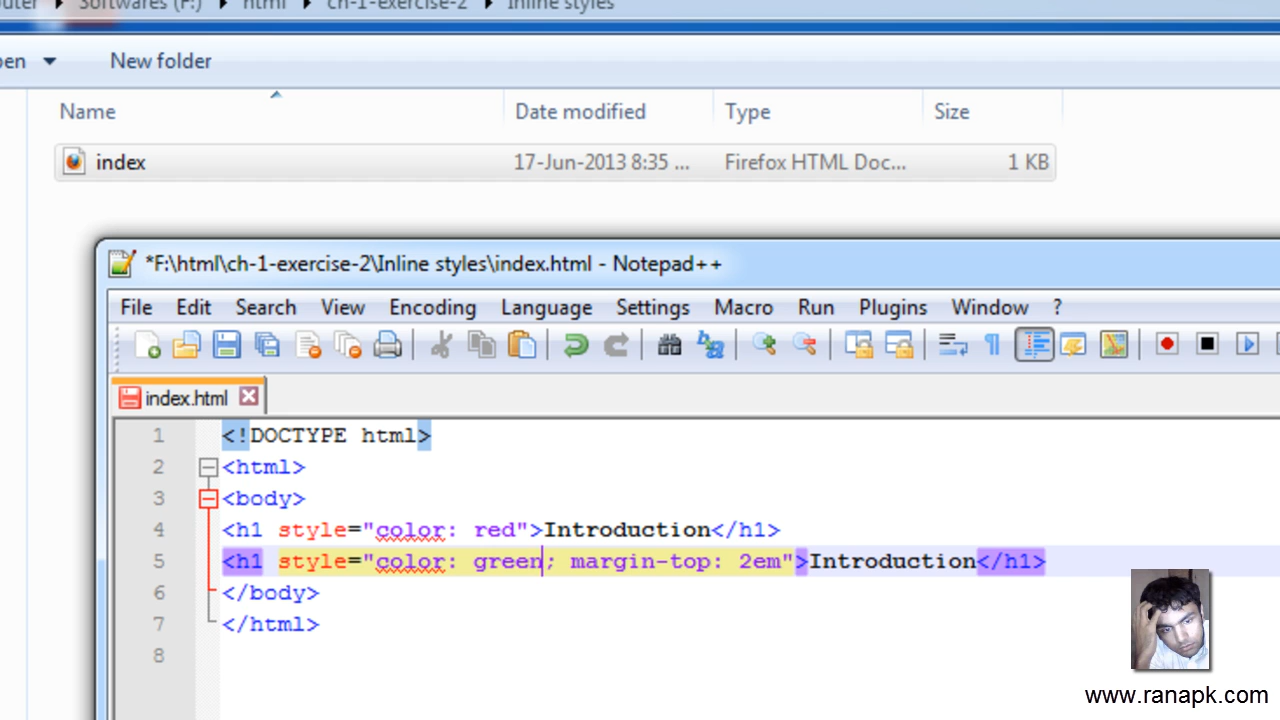 Softwares (F:) html ch-1-exercise-2 Inline styles
New folder
Name Date modified Type Size
index 17-Jun-2013 8:35 ... Firefox HTML Doc... 1 KB
*F:\html\ch-1-exercise-2\Inline styles\index.html - Notepad++
File Edit Search View Encoding Language Settings Macro Run Plugins Window ?
index.html
1 <!DOCTYPE html>
2 <html>
3 <body>
4 <h1 style="color: red">Introduction</h1>
5 <h1 style="color: green; margin-top: 2em">Introduction</h1>
6 </body>
7 </html>
8
www.ranapk.com